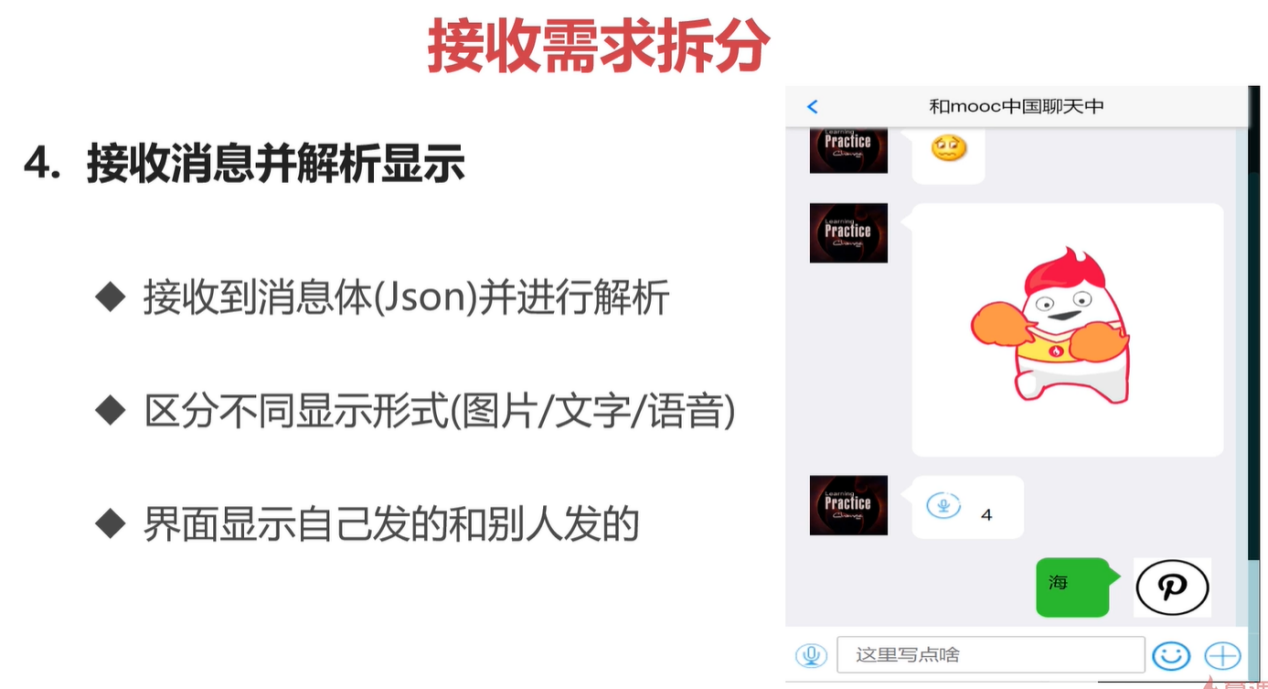 接收需求拆分
4. 接收消息并解析显示
◆ 接收到消息体(Json)并进行解析
◆ 区分不同显示形式(图片/文字/语音)
◆ 界面显示自己发的和别人发的
和mooc中国聊天中
Learning
Practice
Learning
Practice
Learning
Practice
4
海
这里写点啥